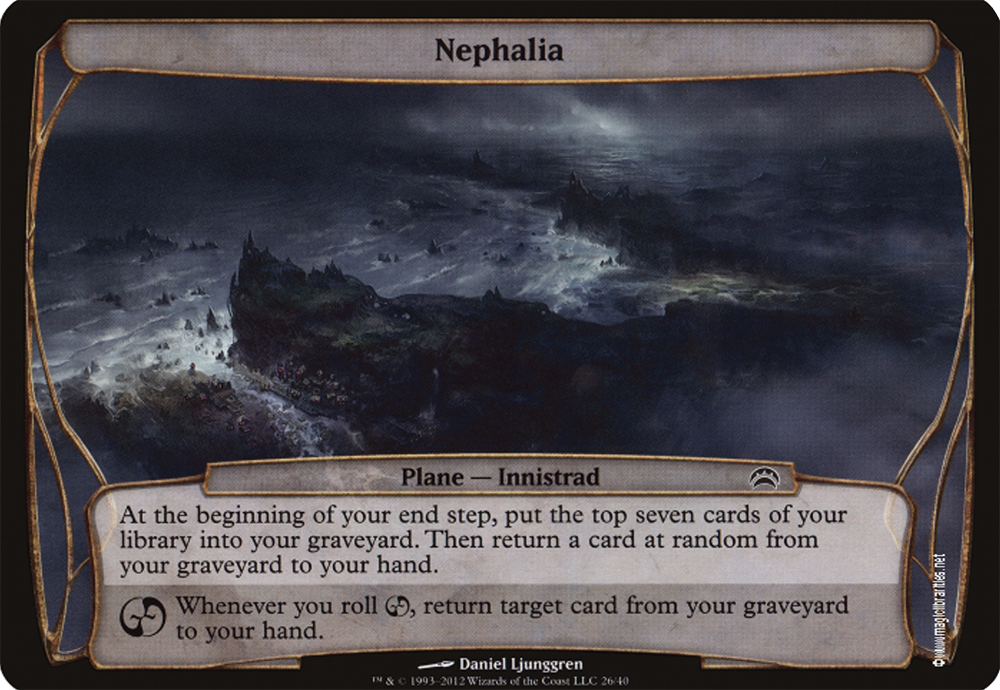 Nephalia
Plane — Innistrad
At the beginning of your end step, put the top seven cards of your
library into your graveyard. Then return a card at random from
your graveyard to your hand.
Whenever you roll , return target card from your graveyard
to your hand.
Daniel Ljunggren
™ & © 1993–2012 Wizards of the Coast LLC 26/40
© www.magiclibrarities.net